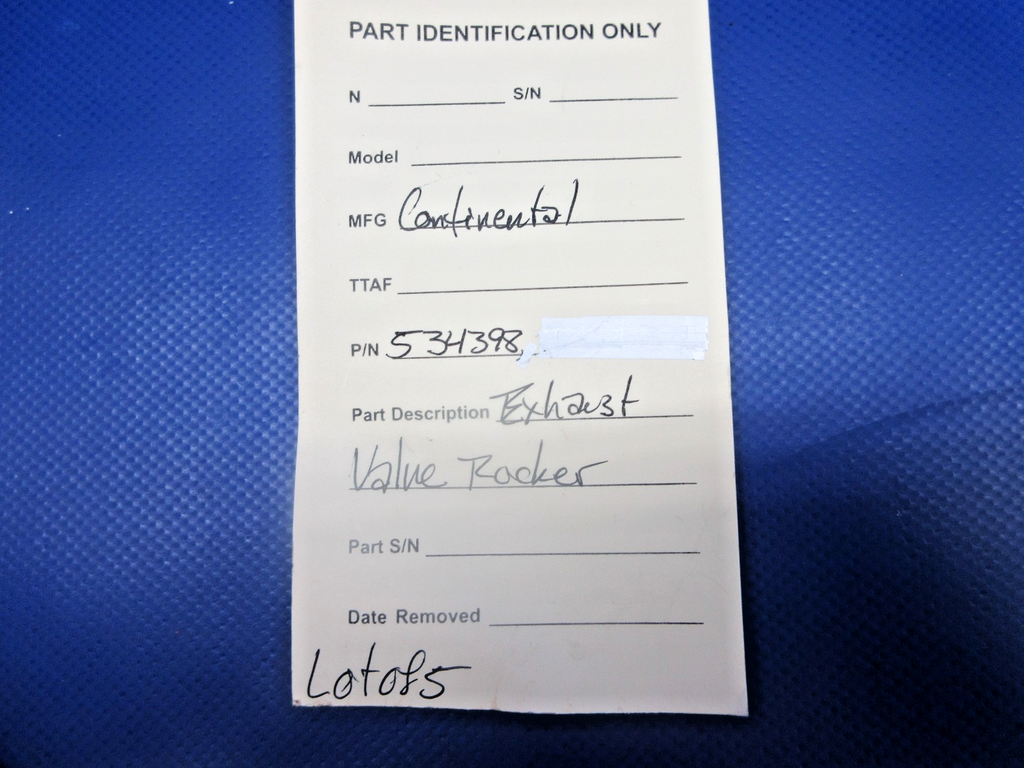 PART IDENTIFICATION ONLY
N S/N
Model
MFG Continental
TTAF
P/N 534398,
Part Description Exhaust
Valve Rocker
Part S/N
Date Removed
Lot of 5